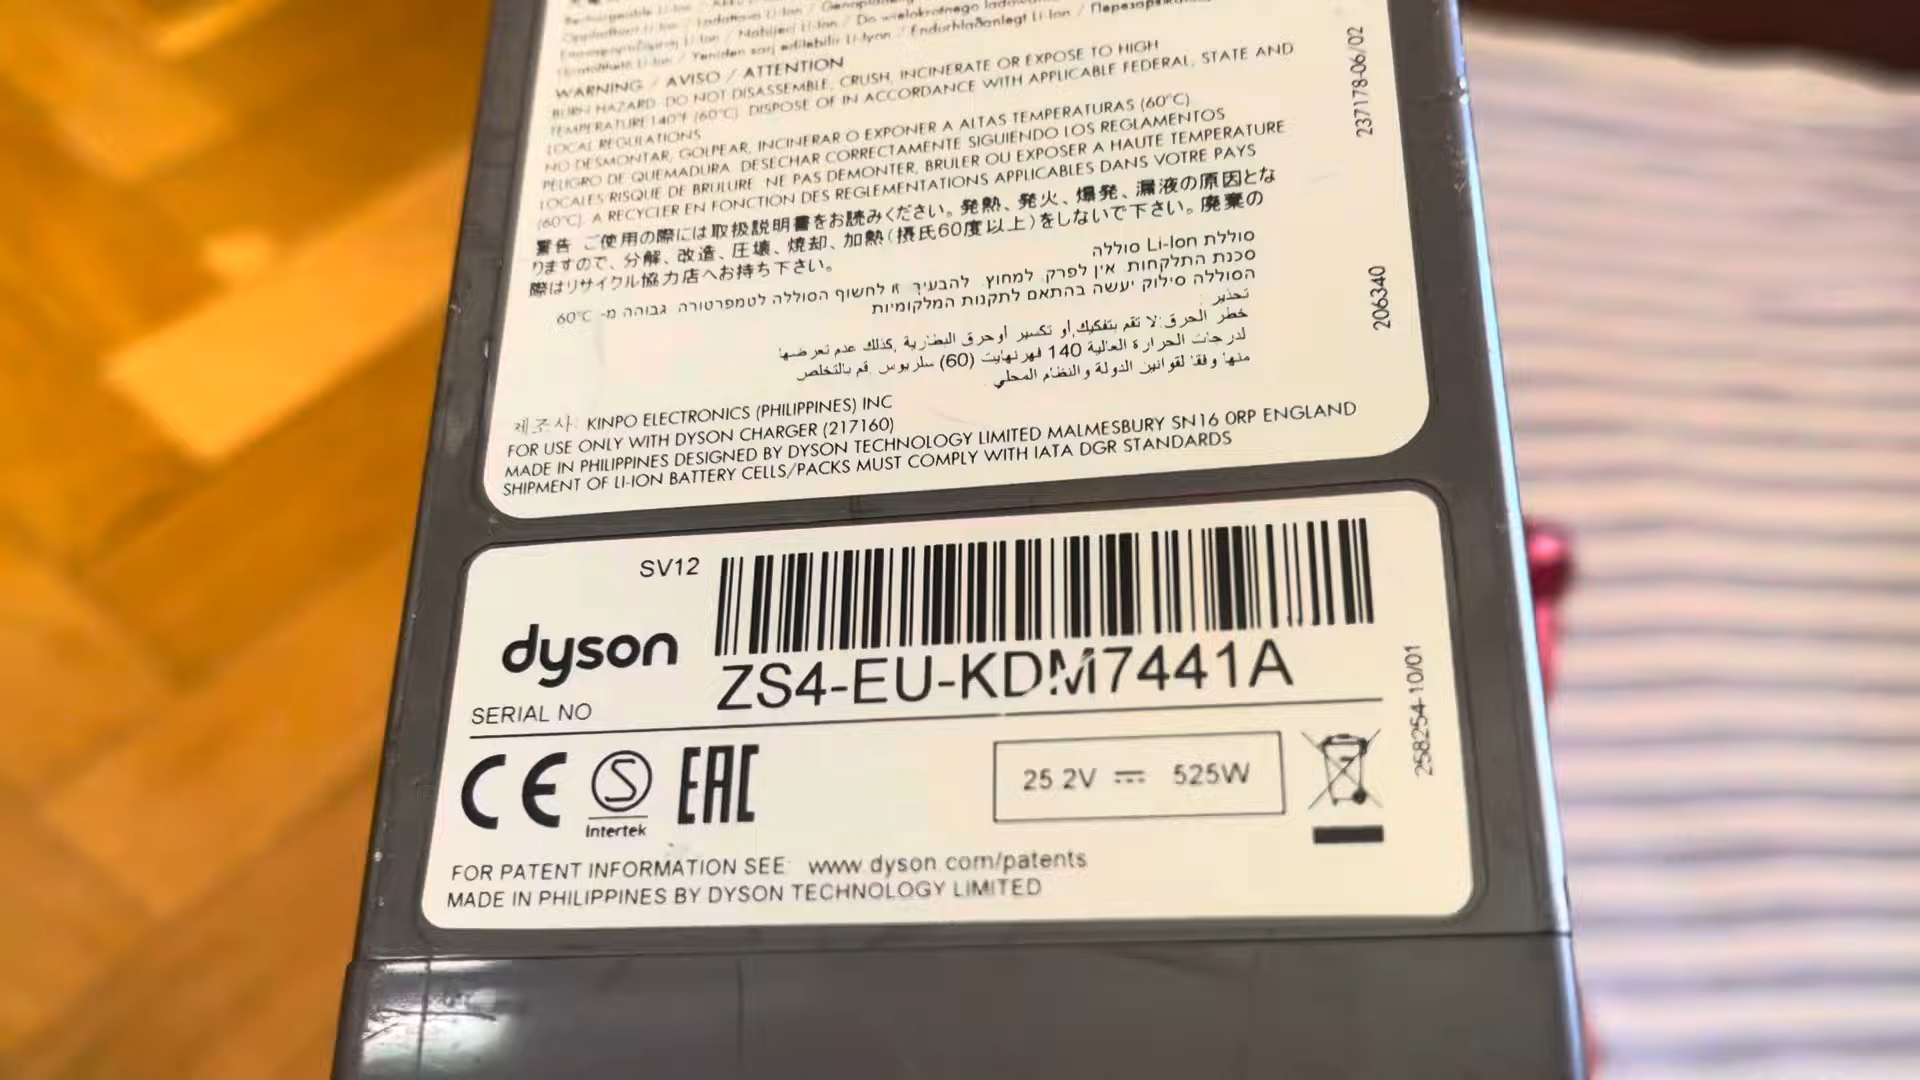 Rechargeable Li-Ion
WARNING / AVISO / ATTENTION
BURN HAZARD DO NOT DISASSEMBLE, CRUSH, INCINERATE OR EXPOSE TO HIGH
TEMPERATURE 140°F (60°C) DISPOSE OF IN ACCORDANCE WITH APPLICABLE FEDERAL, STATE AND
LOCAL REGULATIONS
NO DESMONTAR, GOLPEAR, INCINERAR O EXPONER A ALTAS TEMPERATURAS (60°C)
PELIGRO DE QUEMADURA DESECHAR CORRECTAMENTE SIGUIENDO LOS REGLAMENTOS
LOCALES RISQUE DE BRULURE NE PAS DEMONTER, BRULER OU EXPOSER A HAUTE TEMPERATURE
(60°C). A RECYCLER EN FONCTION DES REGLEMENTATIONS APPLICABLES DANS VOTRE PAYS
警告 ご使用の際には取扱説明書をお読みください。発熱、発火、爆発、漏液の原因とな
りますので、分解、改造、圧壊、焼却、加熱(摂氏60度以上)をしないで下さい。廃棄の
際はリサイクル協力店へお持ち下さい。
סוללת Li-Ion סוללה
סכנת התלקחות אין לפרק, למחוץ, להבעיר או לחשוף הסוללה לטמפרטורה גבוהה מ- 60°C
הסוללה סילוק יעשה בהתאם לתקנות המלקומיות
تحذير:
خطر الحرق: لا تقم بتفكيك أو تكسير أو حرق البطارية، كذلك عدم تعرضها
لدرجات الحرارة العالية 140 فهرنهايت (60) سلزيوس. قم بالتخلص
منها وفقا لقوانين الدولة والنظام المحلي
제조사: KINPO ELECTRONICS (PHILIPPINES) INC
FOR USE ONLY WITH DYSON CHARGER (217160)
MADE IN PHILIPPINES DESIGNED BY DYSON TECHNOLOGY LIMITED MALMESBURY SN16 0RP ENGLAND
SHIPMENT OF LI-ION BATTERY CELLS/PACKS MUST COMPLY WITH IATA DGR STANDARDS
237178-06/02
206340
SV12
dyson
ZS4-EU-KDM7441A
SERIAL NO
CE
S
Intertek
EAC
25.2V ⎓ 525W
258254-10/01
FOR PATENT INFORMATION SEE: www.dyson.com/patents
MADE IN PHILIPPINES BY DYSON TECHNOLOGY LIMITED